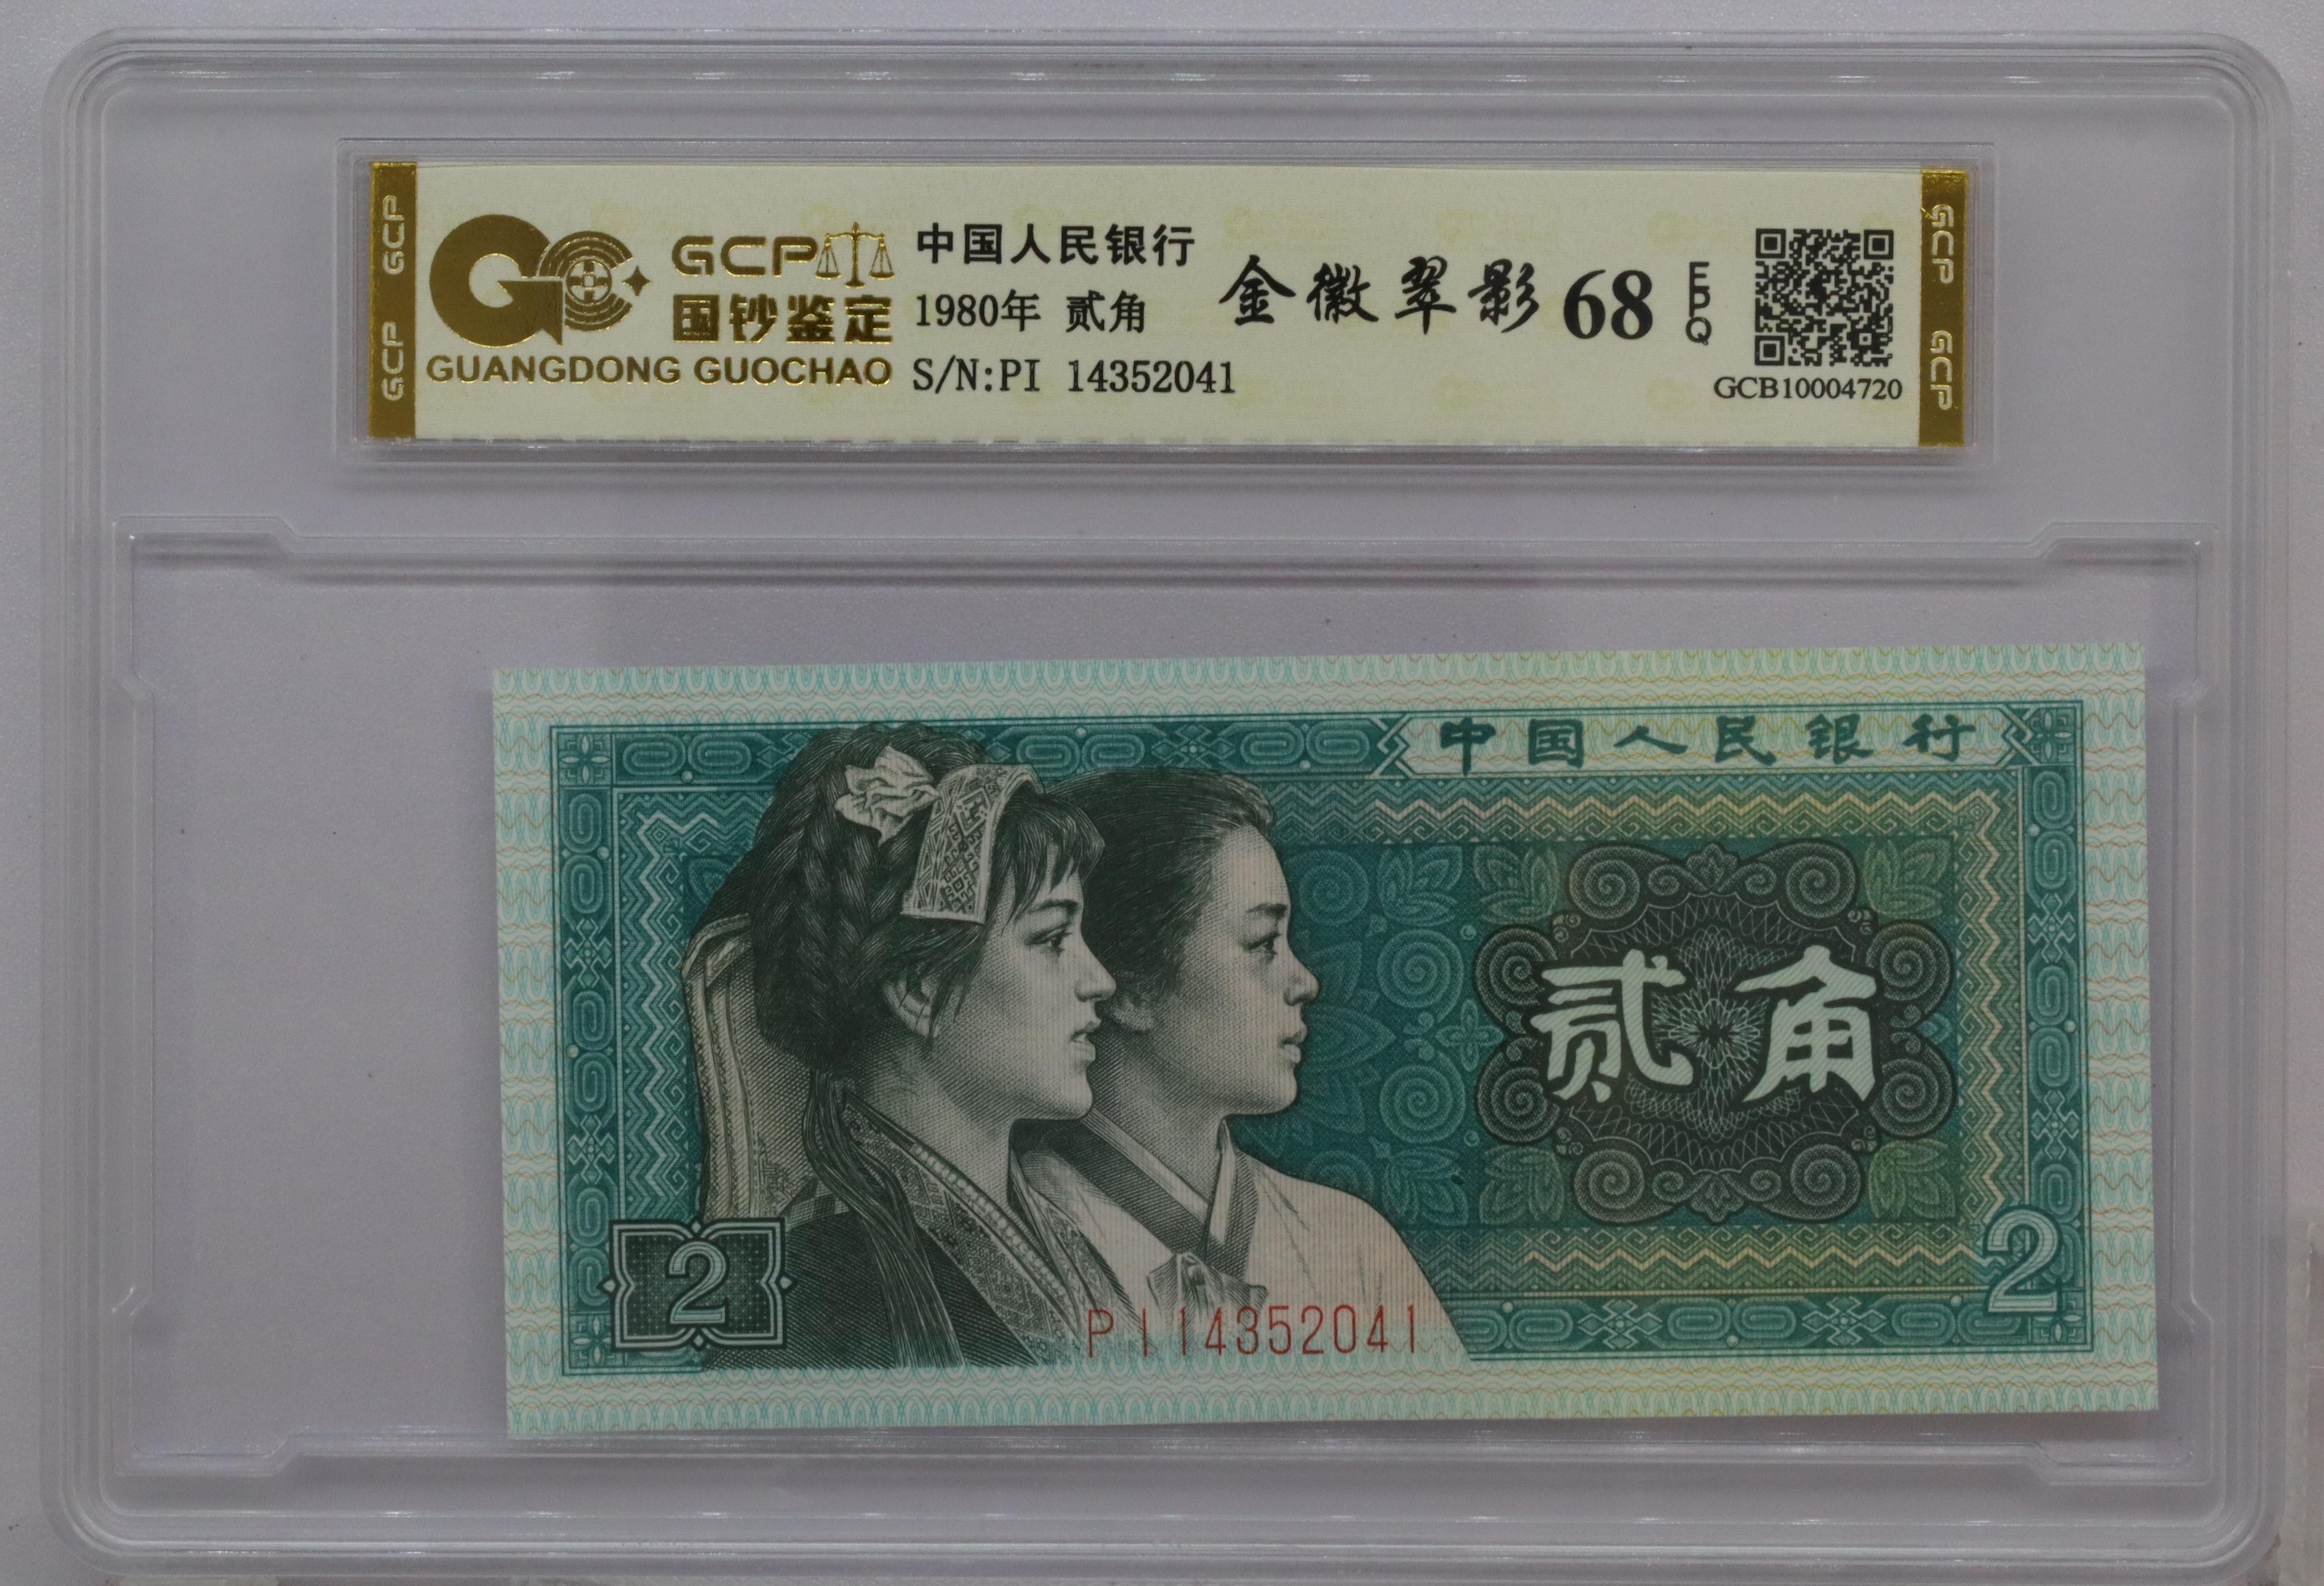 GCP GCP
GCP
国钞鉴定
GUANGDONG GUOCHAO
中国人民银行
1980年 贰角
S/N:PI 14352041
金徽翠影 68 EPQ
GCB10004720
GCP GCP
中国人民银行
贰角
2
2
PI 14352041